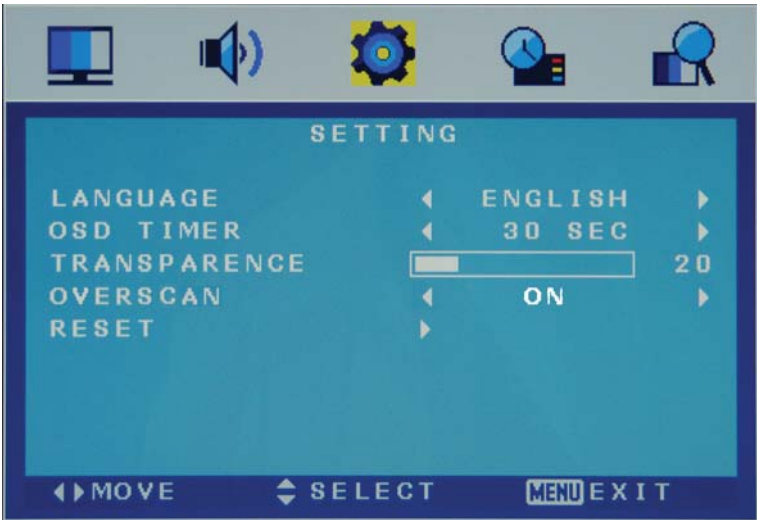 SETTING
LANGUAGE ENGLISH
OSD TIMER 30 SEC
TRANSPARENCE 20
OVERSCAN ON
RESET
MOVE SELECT MENU EXIT